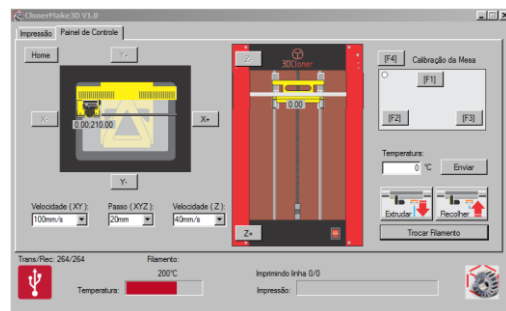 ClonerMake3D V1.0
Impressão
Painel de Controle
Home
Y+
X-
0.00;210.00
X+
Y-
Velocidade (XY):
100mm/s
Passo (XYZ):
20mm
Velocidade (Z):
40mm/s
Z-
3DCloner
0.00
Z+
[F4]
Calibração da Mesa
[F1]
[F2]
[F3]
Temperatura:
0 °C
Enviar
Extrudar
Recolher
Trocar Filamento
Trans/Rec: 264/264
Filamento:
200°C
Temperatura:
Imprimindo linha 0/0
Impressão: